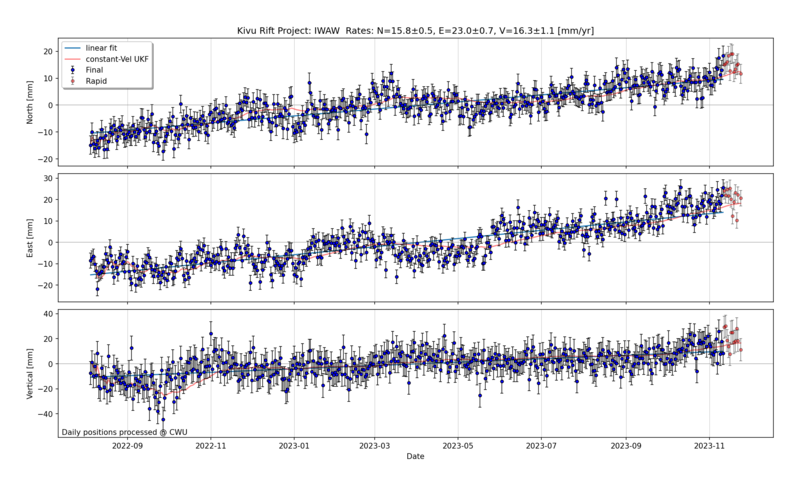 Kivu Rift Project: IWAW  Rates: N=15.8±0.5, E=23.0±0.7, V=16.3±1.1 [mm/yr]
linear fit
constant-Vel UKF
Final
Rapid
North [mm]
20
10
0
−10
−20
East [mm]
30
20
10
0
−10
−20
Vertical [mm]
40
20
0
−20
−40
Daily positions processed @ CWU
2022-09 2022-11 2023-01 2023-03 2023-05 2023-07 2023-09 2023-11
Date